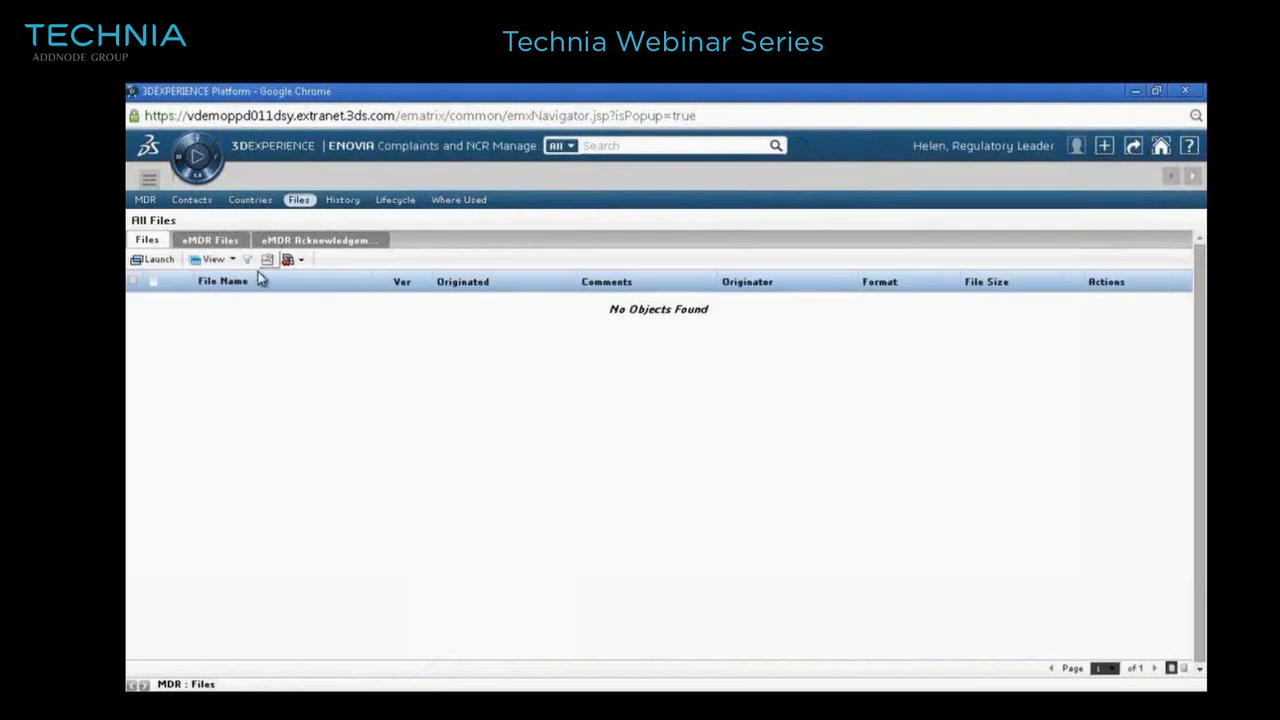 TECHNIA
ADDNODE GROUP
Technia Webinar Series
3DEXPERIENCE Platform - Google Chrome
https://vdemoppd011dsy.extranet.3ds.com/ematrix/common/emxNavigator.jsp?isPopup=true
3DEXPERIENCE | ENOVIA Complaints and NCR Manage All Search Helen, Regulatory Leader
MDR Contacts Countries Files History Lifecycle Where Used
All Files
Files eMDR Files eMDR Acknowledgem...
Launch View
File Name Ver Originated Comments Originator Format File Size Actions
No Objects Found
Page 1 of 1
MDR : Files